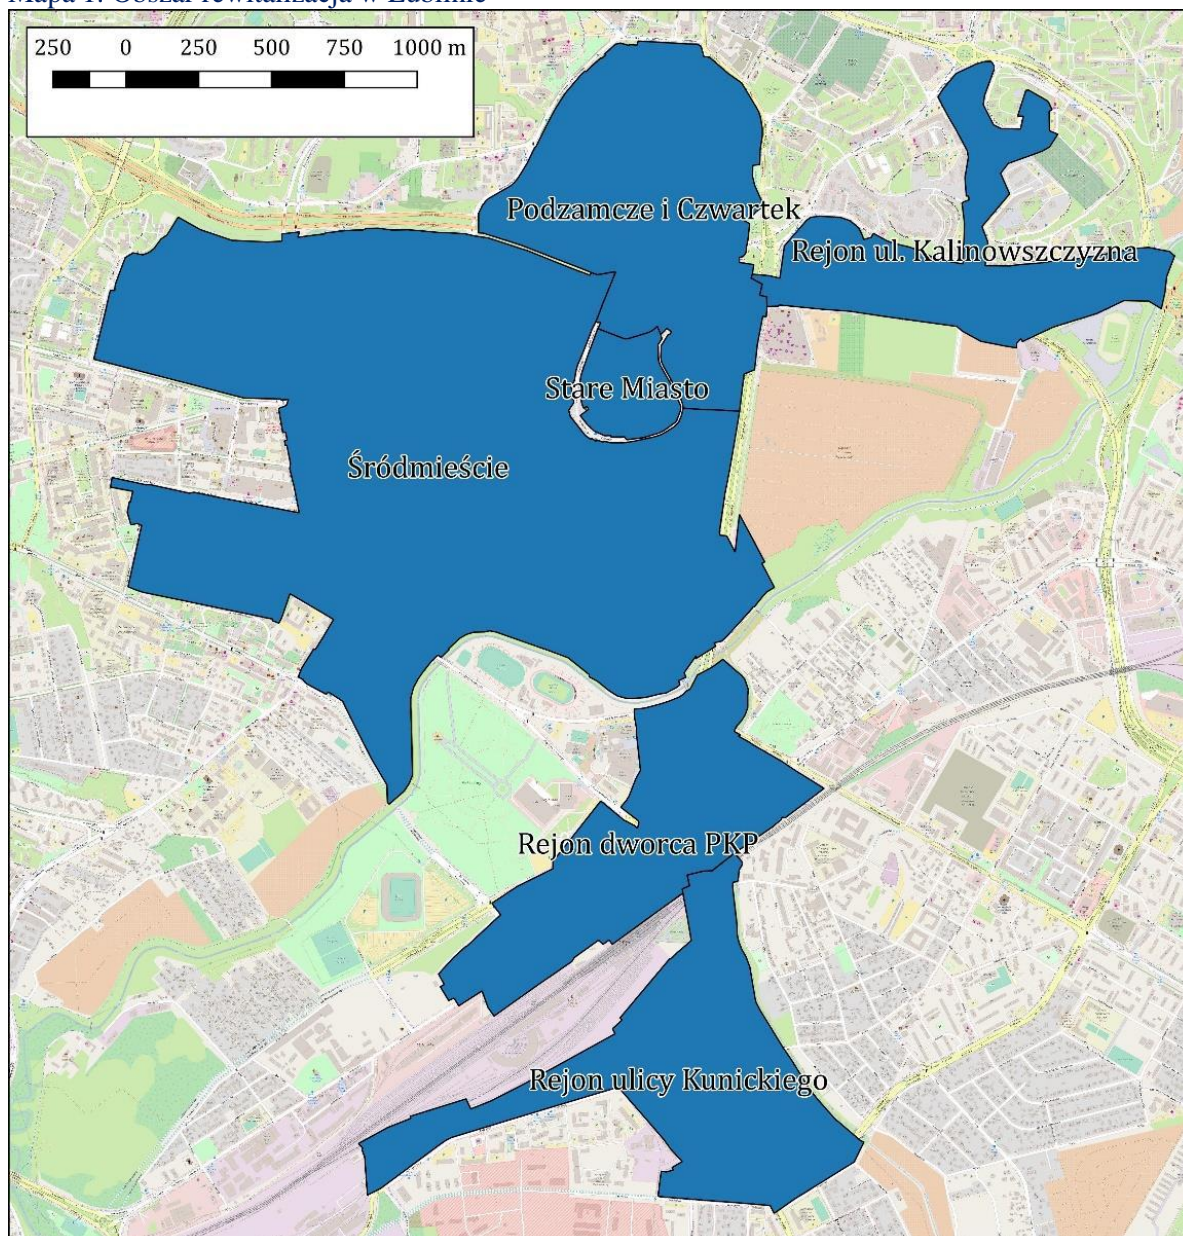 Mapa 1. Obszar rewitalizacja w Lublinie
250 0 250 500 750 1000 m
Podzamcze i Czwartek
Rejon ul. Kalinowszczyzna
Stare Miasto
Śródmieście
Rejon dworca PKP
Rejon ulicy Kunickiego